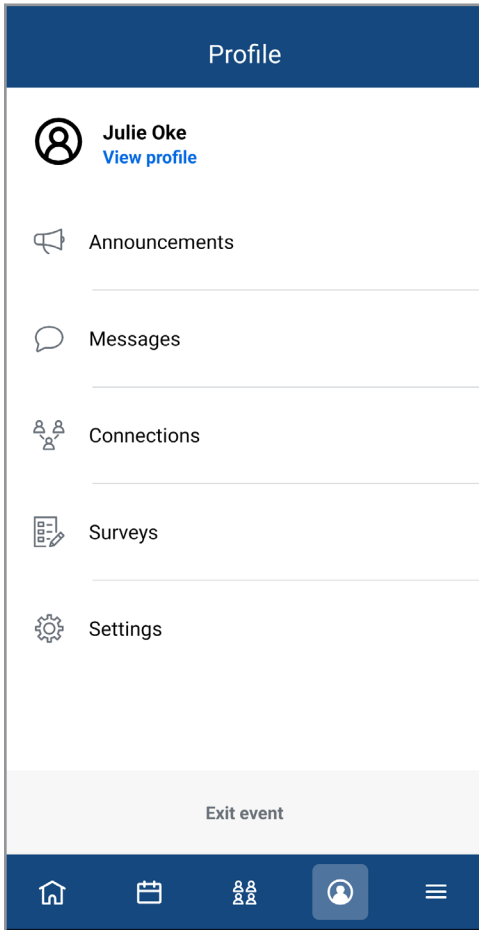 Profile
Julie Oke
View profile
Announcements
Messages
Connections
Surveys
Settings
Exit event